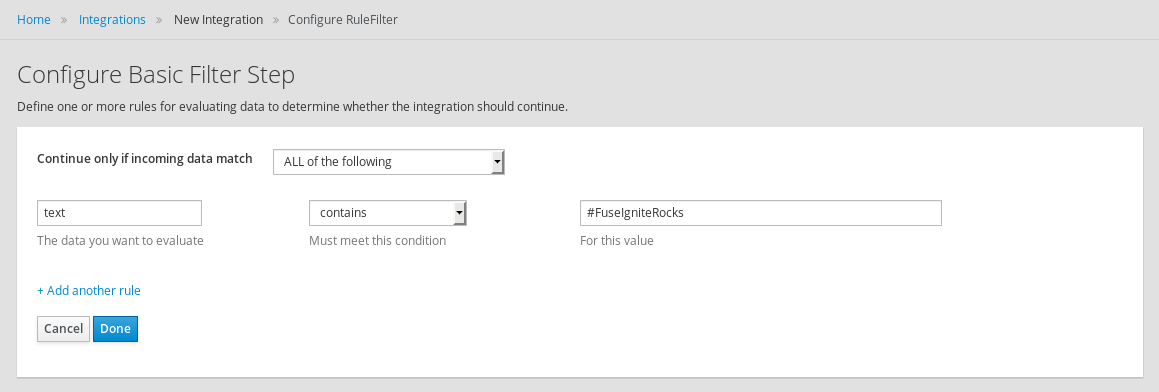 Home » Integrations » New Integration » Configure RuleFilter
Configure Basic Filter Step
Define one or more rules for evaluating data to determine whether the integration should continue.
Continue only if incoming data match ALL of the following
text contains #FuseIgniteRocks
The data you want to evaluate Must meet this condition For this value
+ Add another rule
Cancel Done